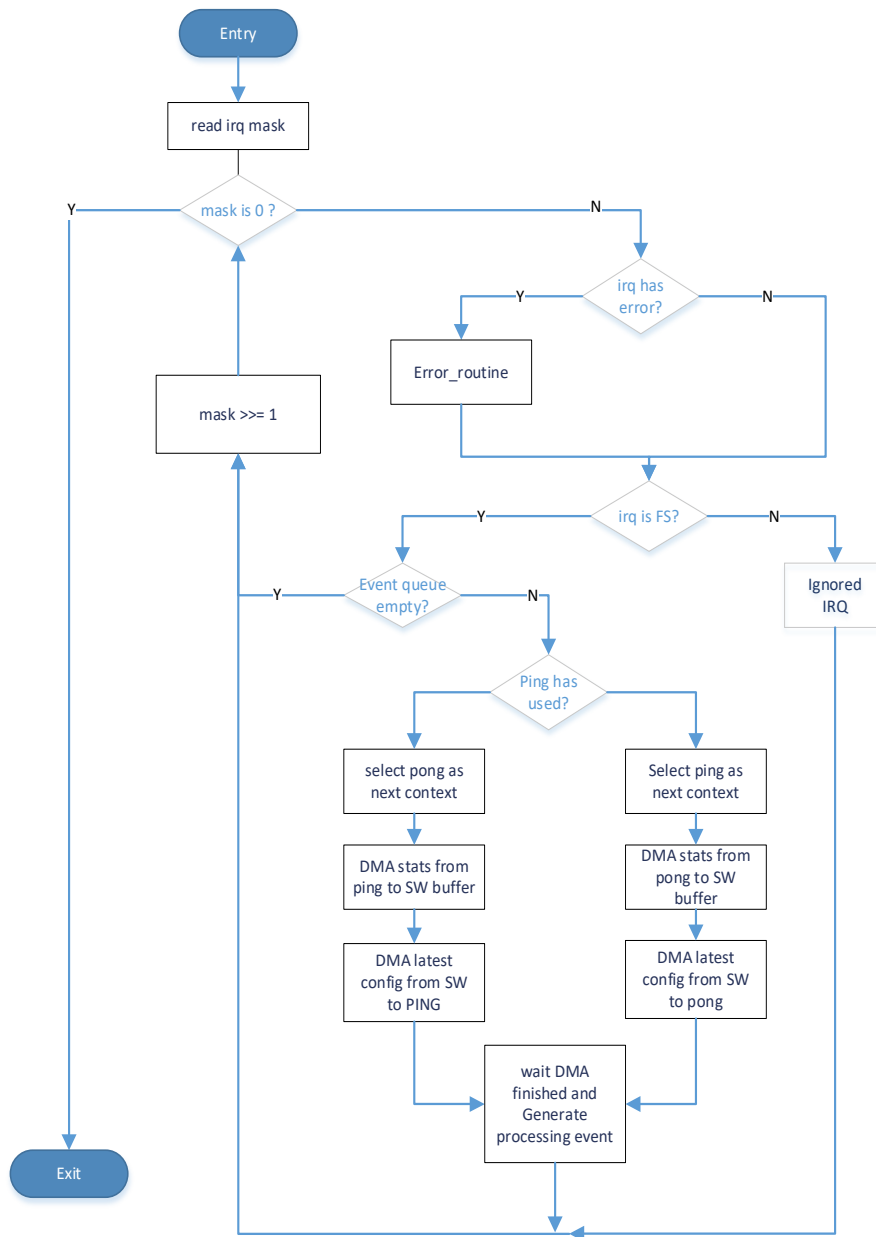 Entry
read irq mask
mask is 0 ?
Y
N
irq has
error?
Y
N
Error_routine
mask >>= 1
irq is FS?
Y
N
Event queue
empty?
Y
N
Ignored
IRQ
Ping has
used?
select pong as
next context
Select ping as
next context
DMA stats from
ping to SW buffer
DMA stats from
pong to SW
buffer
DMA latest
config from SW
to PING
DMA latest
config from SW
to pong
wait DMA
finished and
Generate
processing event
Exit